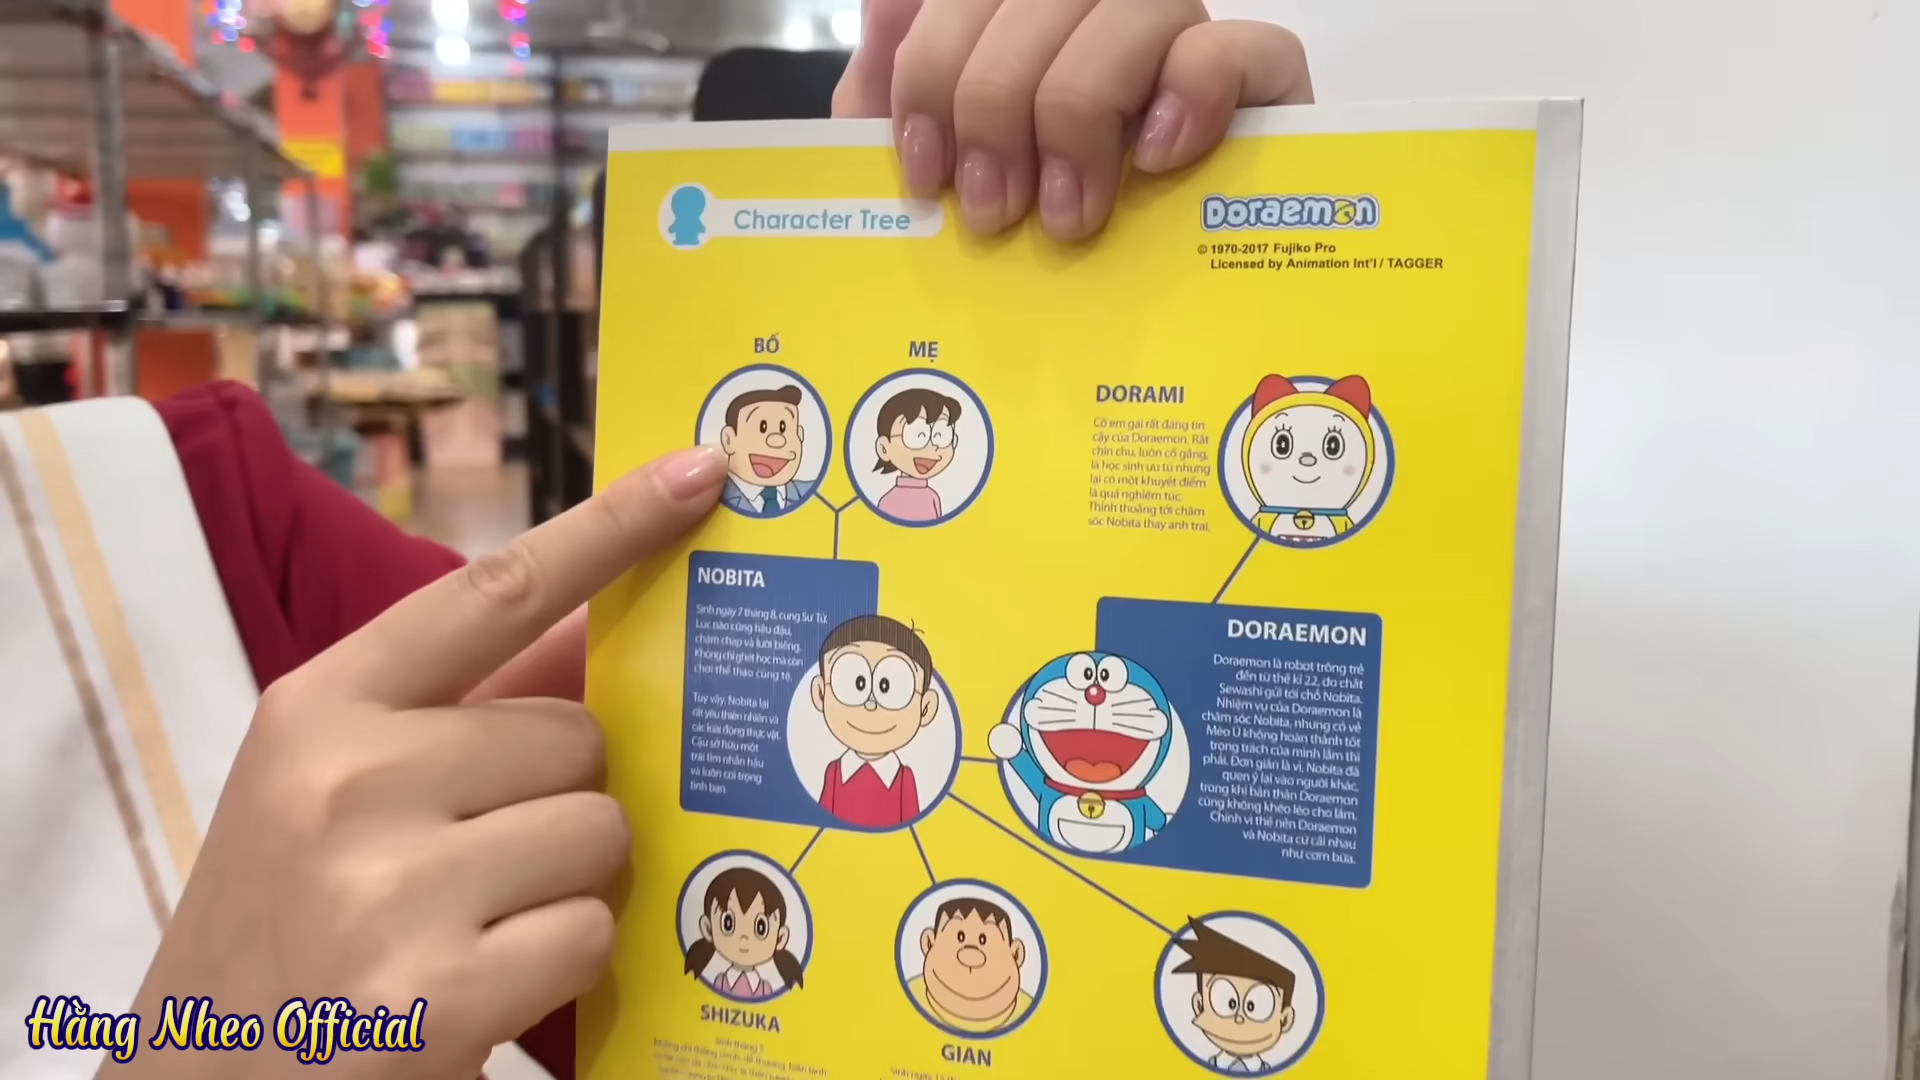 Character Tree
Doraemon
© 1970-2017 Fujiko Pro
Licensed by Animation Int'l / TAGGER
BỐ
MẸ
DORAMI
Cô em gái rất đáng tin
cậy của Doraemon. Rất
chỉn chu, luôn cố gắng,
là học sinh ưu tú nhưng
lại có một khuyết điểm
là quá nghiêm túc.
Thỉnh thoảng tới chăm
sóc Nobita thay anh trai.
NOBITA
Sinh ngày 7 tháng 8, cung Sư Tử.
Lúc nào cũng hậu đậu,
chậm chạp và lười biếng.
Không chỉ ghét học mà còn
chơi thể thao cũng tệ.
Tuy vậy, Nobita lại
rất yêu thiên nhiên và
các loài động thực vật.
Cậu sở hữu một
trái tim nhân hậu
và luôn coi trọng
tình bạn.
DORAEMON
Doraemon là robot trông trẻ
đến từ thế kỉ 22, do chắt
Sewashi gửi tới chỗ Nobita.
Nhiệm vụ của Doraemon là
chăm sóc Nobita, nhưng có vẻ
Mèo Ú không hoàn thành tốt
trọng trách của mình lắm thì
phải. Đơn giản là vì, Nobita đã
quen ỷ lại vào người khác,
trong khi bản thân Doraemon
cũng không khéo léo cho lắm.
Chính vì thế nên Doraemon
và Nobita cứ cãi nhau
như cơm bữa.
SHIZUKA
Sinh tháng 5
GIAN
Hằng Nheo Official